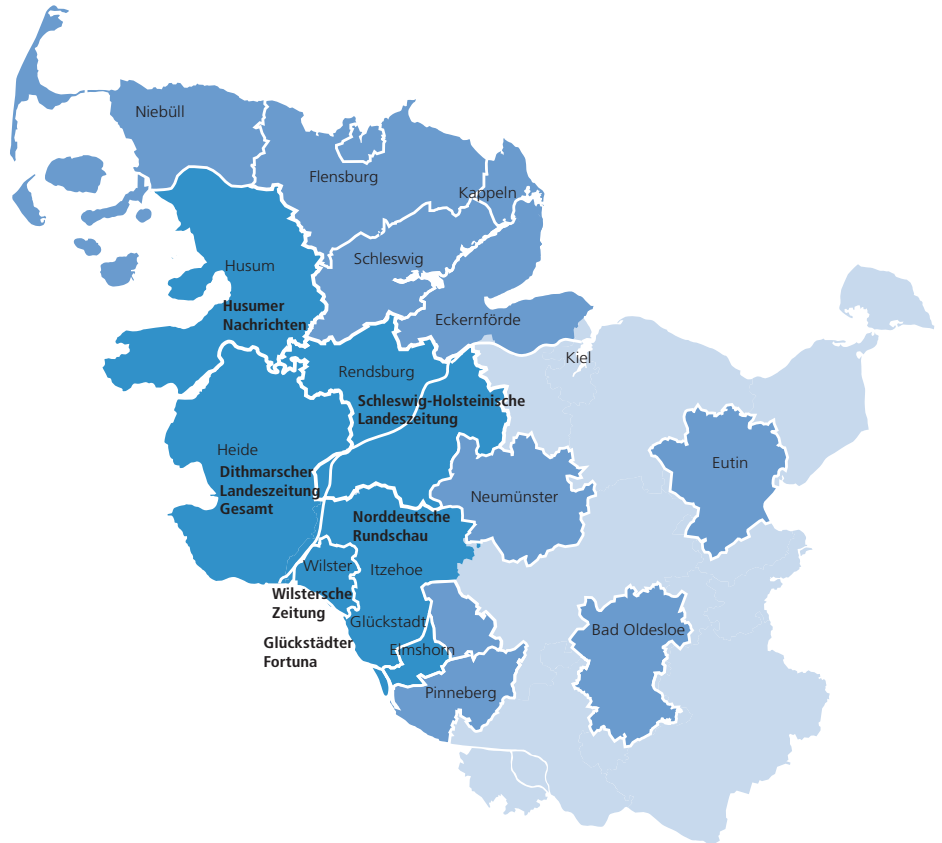 Niebüll
Flensburg
Kappeln
Husum
Schleswig
Husumer
Nachrichten
Eckernförde
Kiel
Rendsburg
Schleswig-Holsteinische
Landeszeitung
Heide
Dithmarscher
Landeszeitung
Gesamt
Eutin
Neumünster
Norddeutsche
Rundschau
Wilster
Itzehoe
Wilstersche
Zeitung
Glückstadt
Bad Oldesloe
Glückstädter
Fortuna
Elmshorn
Pinneberg